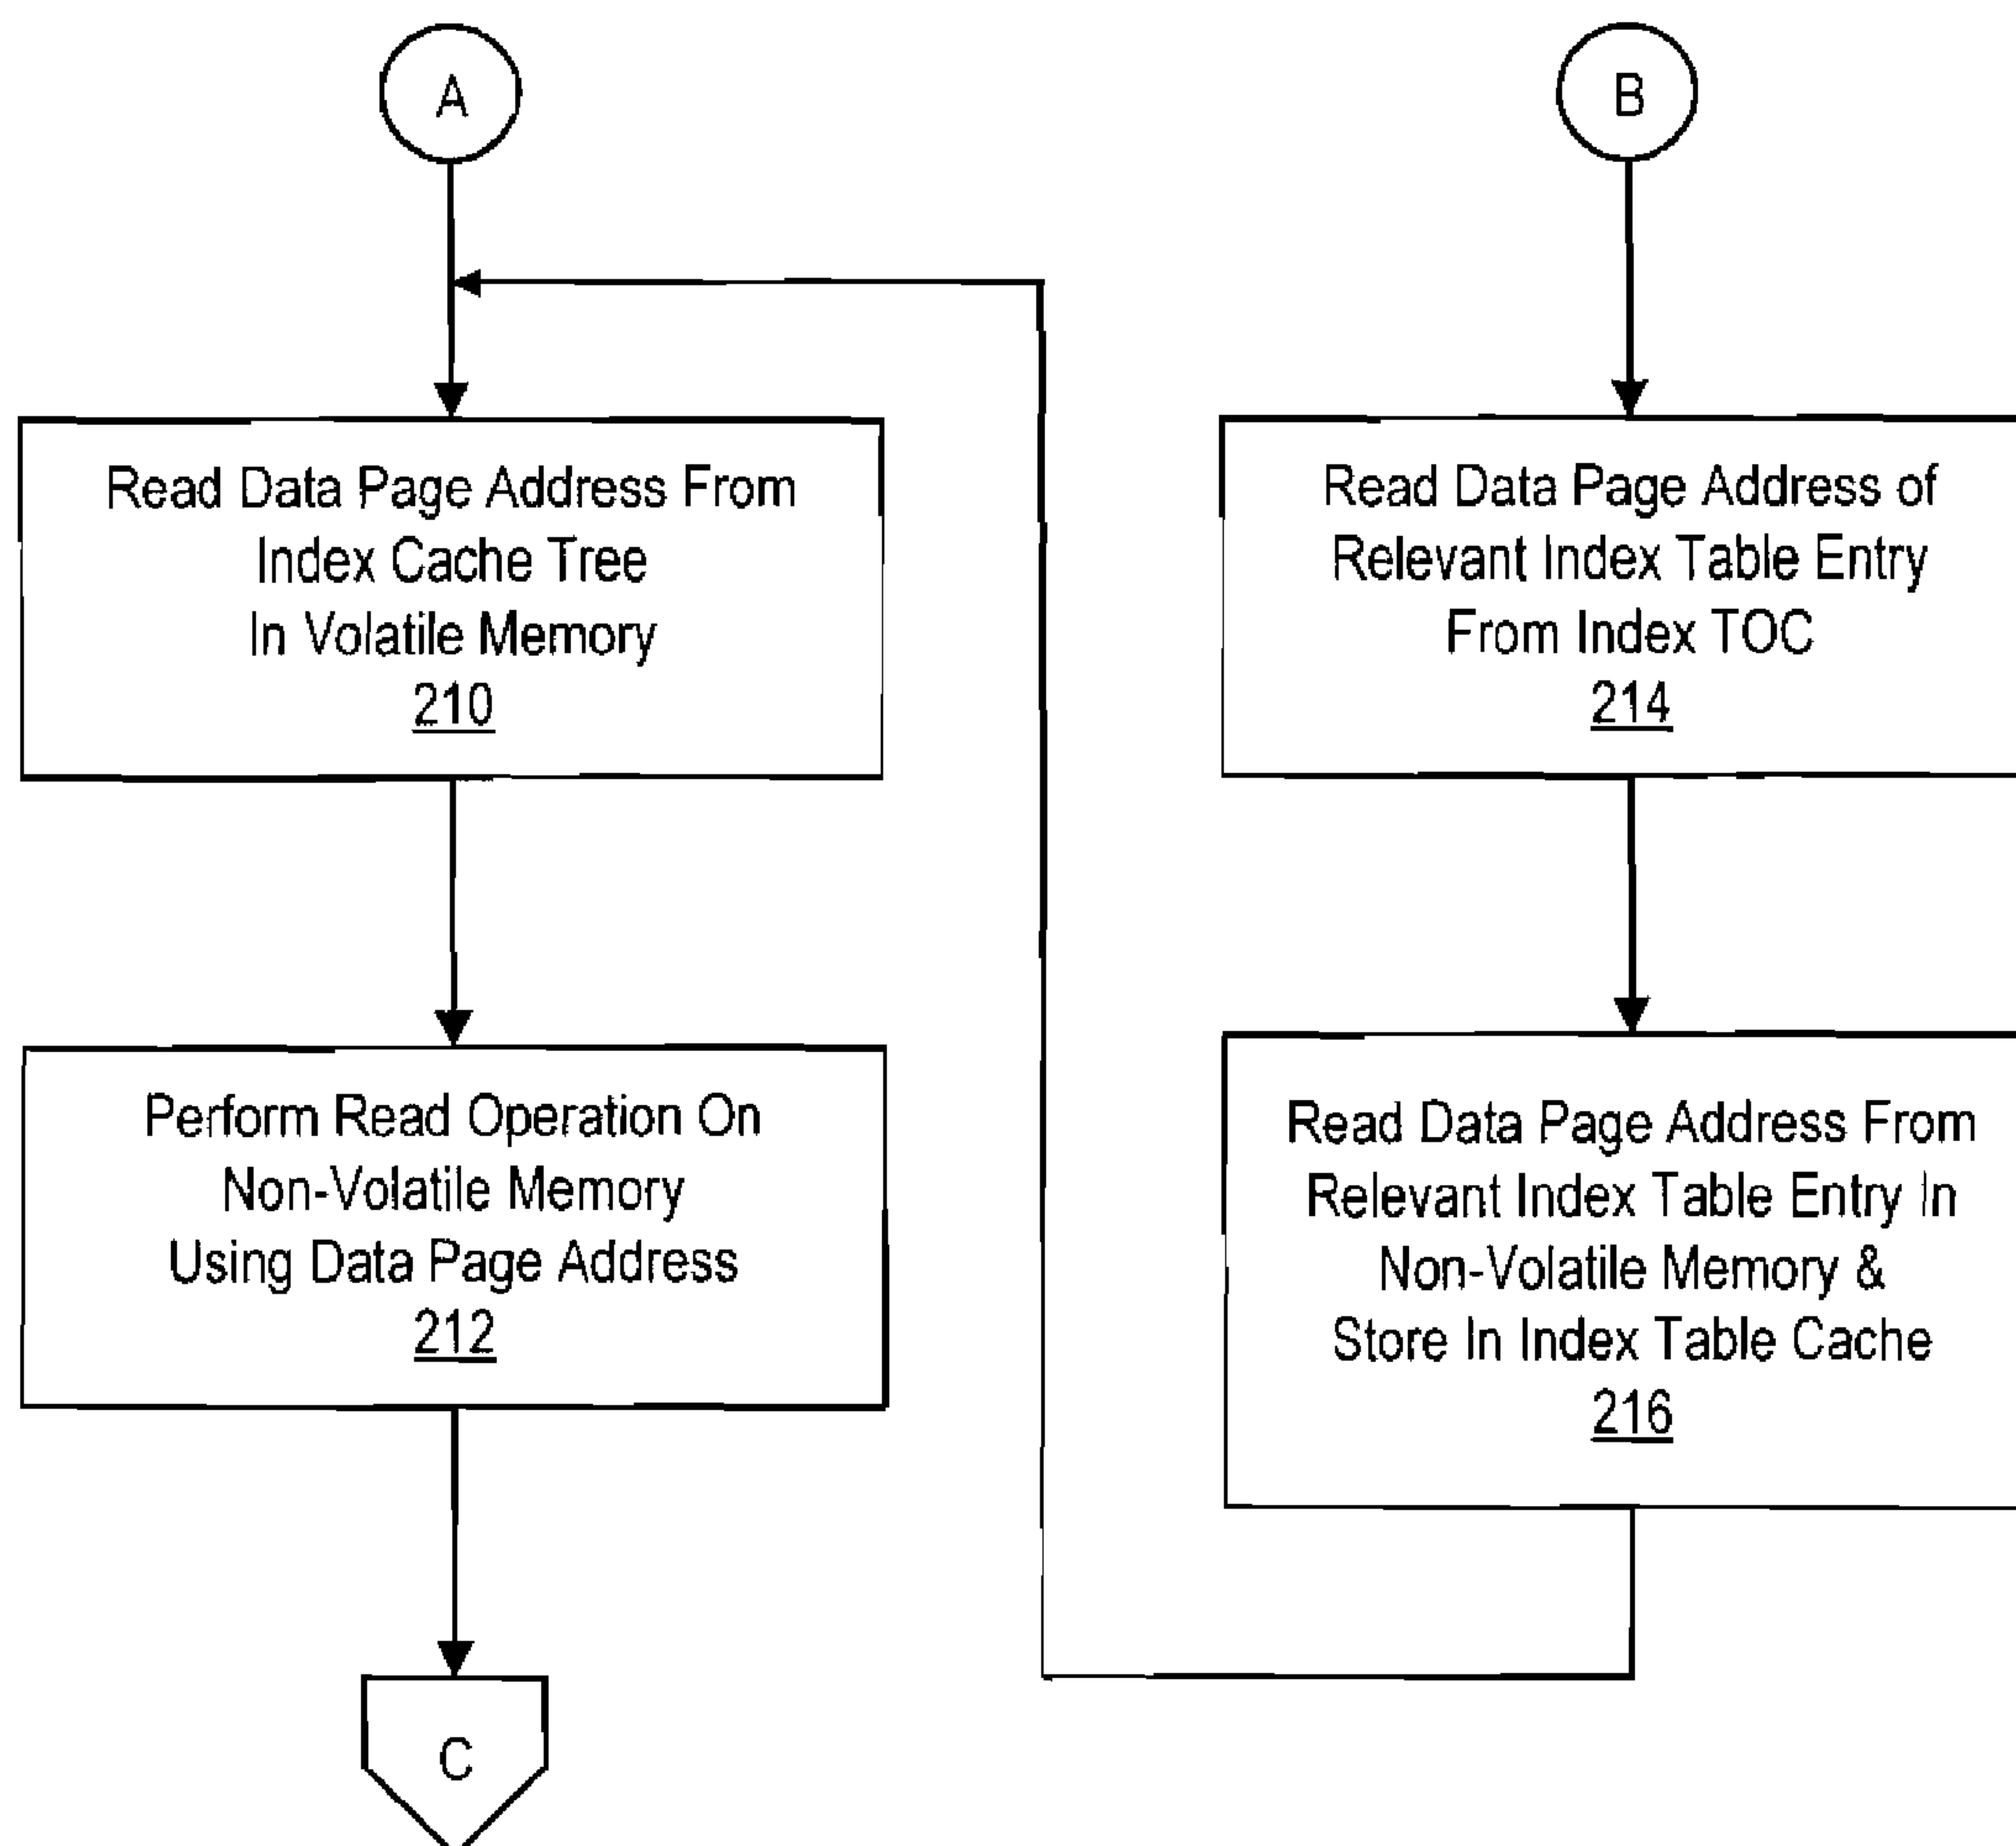 A
Read Data Page Address From
Index Cache Tree
In Volatile Memory
210
Perform Read Operation On
Non-Volatile Memory
Using Data Page Address
212
C
B
Read Data Page Address of
Relevant Index Table Entry
From Index TOC
214
Read Data Page Address From
Relevant Index Table Entry In
Non-Volatile Memory &
Store In Index Table Cache
216